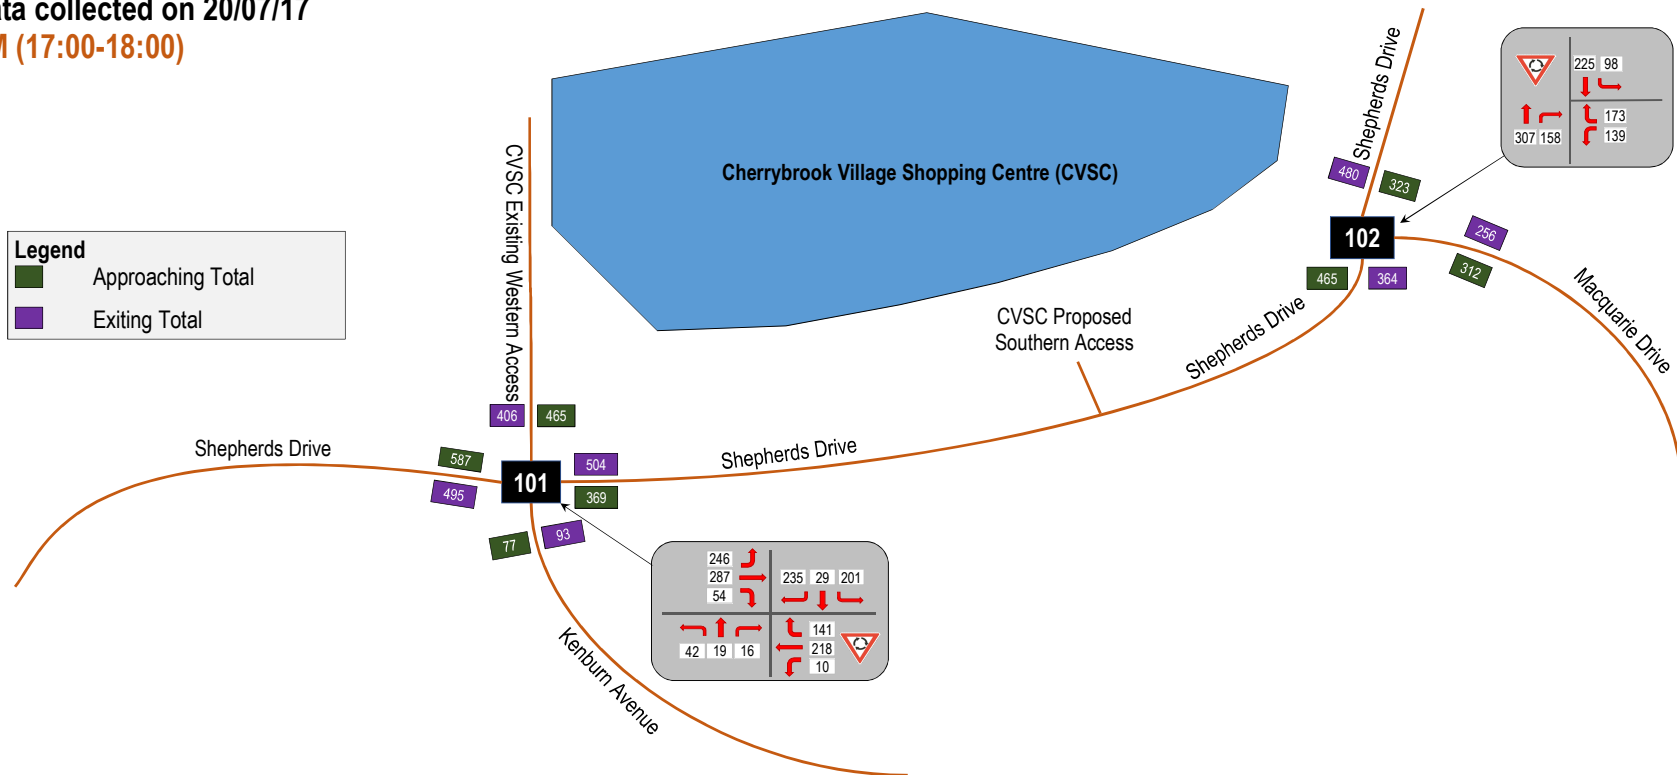 ta collected on 20/07/17
M (17:00-18:00)
Legend
Approaching Total
Exiting Total
Cherrybrook Village Shopping Centre (CVSC)
CVSC Existing Western Access
Shepherds Drive
225 98
173
139
307 158
480
323
102
256
312
465
364
Macquarie Drive
Shepherds Drive
CVSC Proposed
Southern Access
406
465
Shepherds Drive
587
495
101
504
369
Shepherds Drive
77
93
246
287
54
235 29 201
42 19 16
141
218
10
Kenburn Avenue